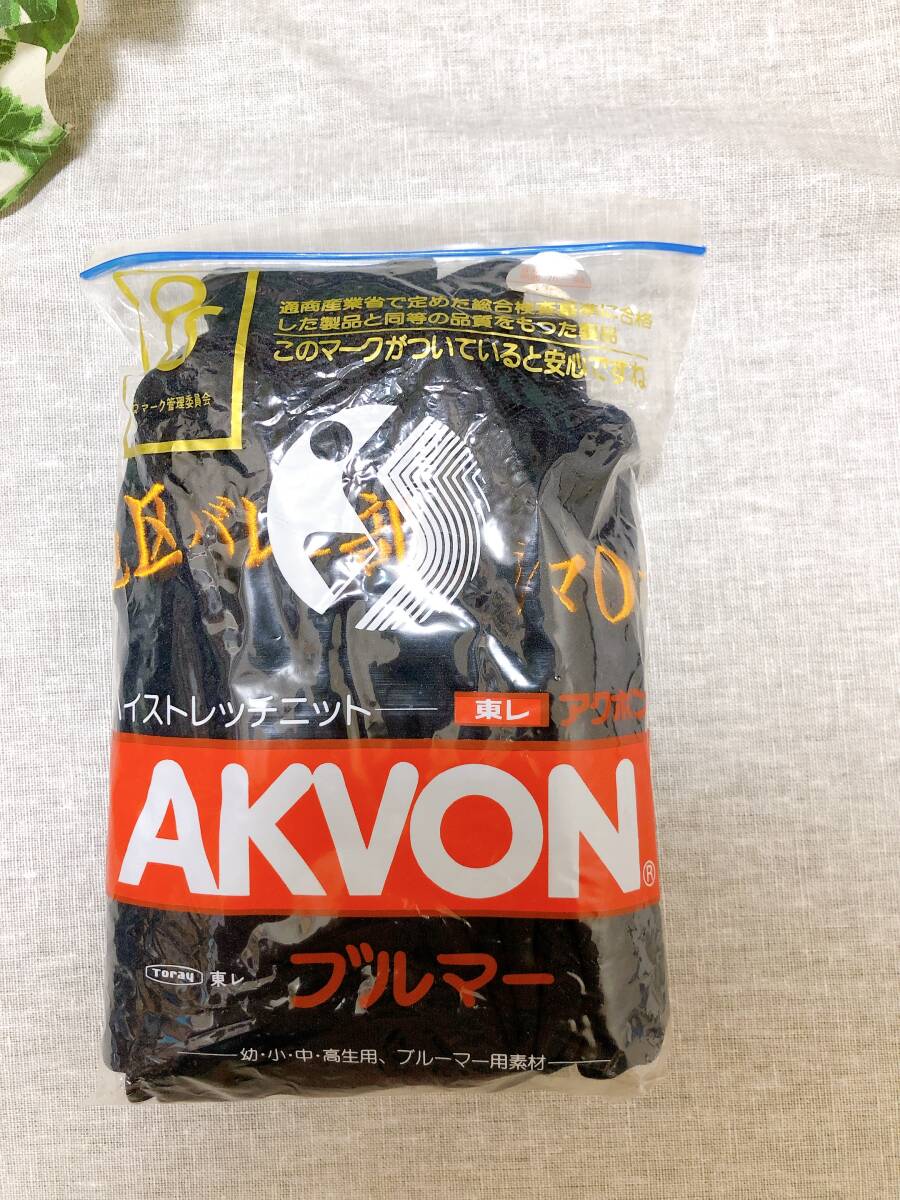 通商産業省で定めた総合検査基準に合格
した製品と同等の品質をもつた製品
このマークがついていると安心ですね
マーク管理委員会
区バレー部
マ
ハイストレッチニット
東レ
アクボン
AKVON®
ブルマー
Toray 東レ
幼・小・中・高生用、ブルーマー用素材